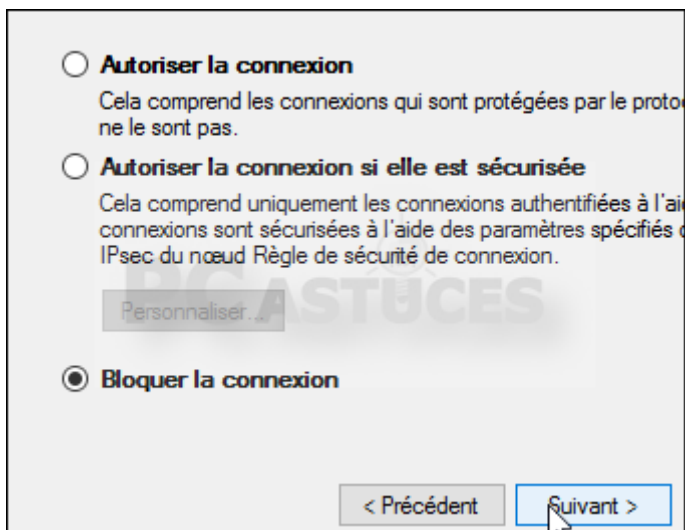 Autoriser la connexion
Cela comprend les connexions qui sont protégées par le
ne le sont pas.
Autoriser la connexion si elle est sécurisée
Cela comprend uniquement les connexions authentifiées à
connexions sont sécurisées à l'aide des paramètres spécifiés
IPsec du nœud Règle de sécurité de connexion.
PC ASTUCES
Personnaliser...
Bloquer la connexion
< Précédent
Suivant >